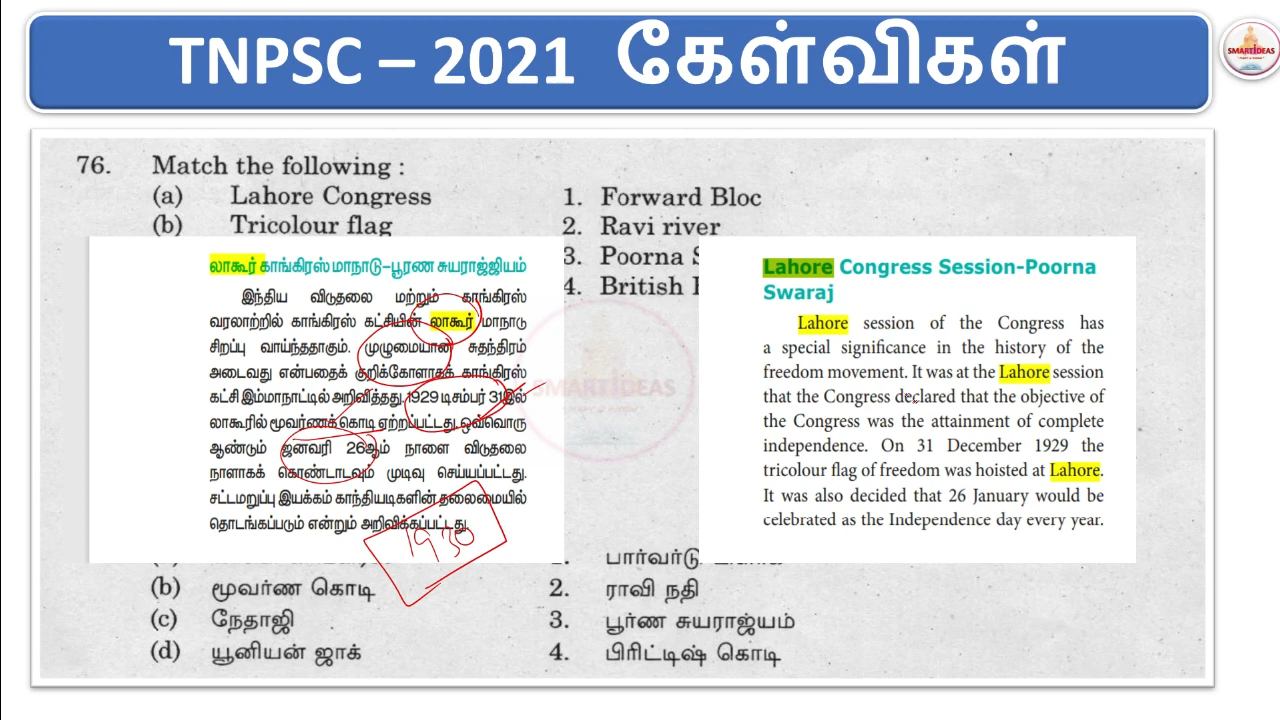 TNPSC – 2021 கேள்விகள்
SMARTIDEAS
76. Match the following :
(a) Lahore Congress 1. Forward Bloc
(b) Tricolour flag 2. Ravi river
3. Poorna S
4. British
லாகூர் காங்கிரஸ் மாநாடு–பூரண சுயராஜ்ஜியம்
இந்திய விடுதலை மற்றும் காங்கிரஸ்
வரலாற்றில் காங்கிரஸ் கட்சியின் லாகூர் மாநாடு
சிறப்பு வாய்ந்ததாகும். முழுமையான சுதந்திரம்
அடைவது என்பதைக் குறிக்கோளாகக் காங்கிரஸ்
கட்சி இம்மாநாட்டில் அறிவித்தது. 1929 டிசம்பர் 31இல்
லாகூரில் மூவர்ணக் கொடி ஏற்றப்பட்டது. ஒவ்வொரு
ஆண்டும் ஜனவரி 26ஆம் நாளை விடுதலை
நாளாகக் கொண்டாடவும் முடிவு செய்யப்பட்டது.
சட்டமறுப்பு இயக்கம் காந்தியடிகளின் தலைமையில்
தொடங்கப்படும் என்றும் அறிவிக்கப்பட்டது.
1930
Lahore Congress Session-Poorna
Swaraj
Lahore session of the Congress has
a special significance in the history of the
freedom movement. It was at the Lahore session
that the Congress declared that the objective of
the Congress was the attainment of complete
independence. On 31 December 1929 the
tricolour flag of freedom was hoisted at Lahore.
It was also decided that 26 January would be
celebrated as the Independence day every year.
SMARTIDEAS
பார்வர்டு
(b) மூவர்ண கொடி 2. ராவி நதி
(c) நேதாஜி 3. பூர்ண சுயராஜ்யம்
(d) யூனியன் ஜாக் 4. பிரிட்டிஷ் கொடி